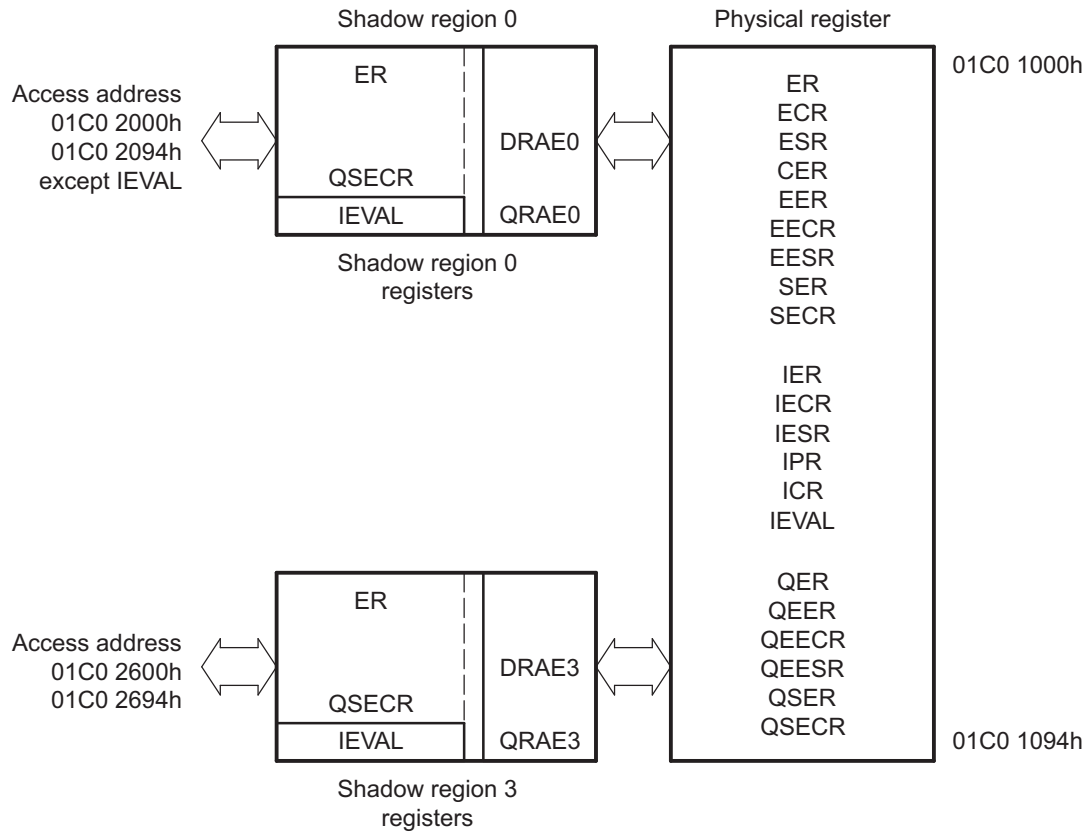 Shadow region 0
Physical register
Access address
01C0 2000h
01C0 2094h
except IEVAL
ER
QSECR
IEVAL
DRAE0
QRAE0
Shadow region 0
registers
01C0 1000h
ER
ECR
ESR
CER
EER
EECR
EESR
SER
SECR
IER
IECR
IESR
IPR
ICR
IEVAL
QER
QEER
QEECR
QEESR
QSER
QSECR
01C0 1094h
Access address
01C0 2600h
01C0 2694h
ER
QSECR
IEVAL
DRAE3
QRAE3
Shadow region 3
registers